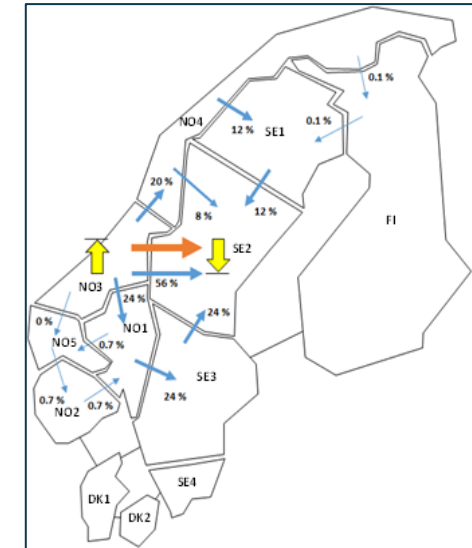 0.1 %
NO4
0.1 %
12 %
SE1
20 %
8 %
12 %
FI
SE2
NO3
56 %
24 %
0 %
NO1
24 %
NO5
0.7 %
0.7 %
NO2
0.7 %
24 %
SE3
DK1
SE4
DK2